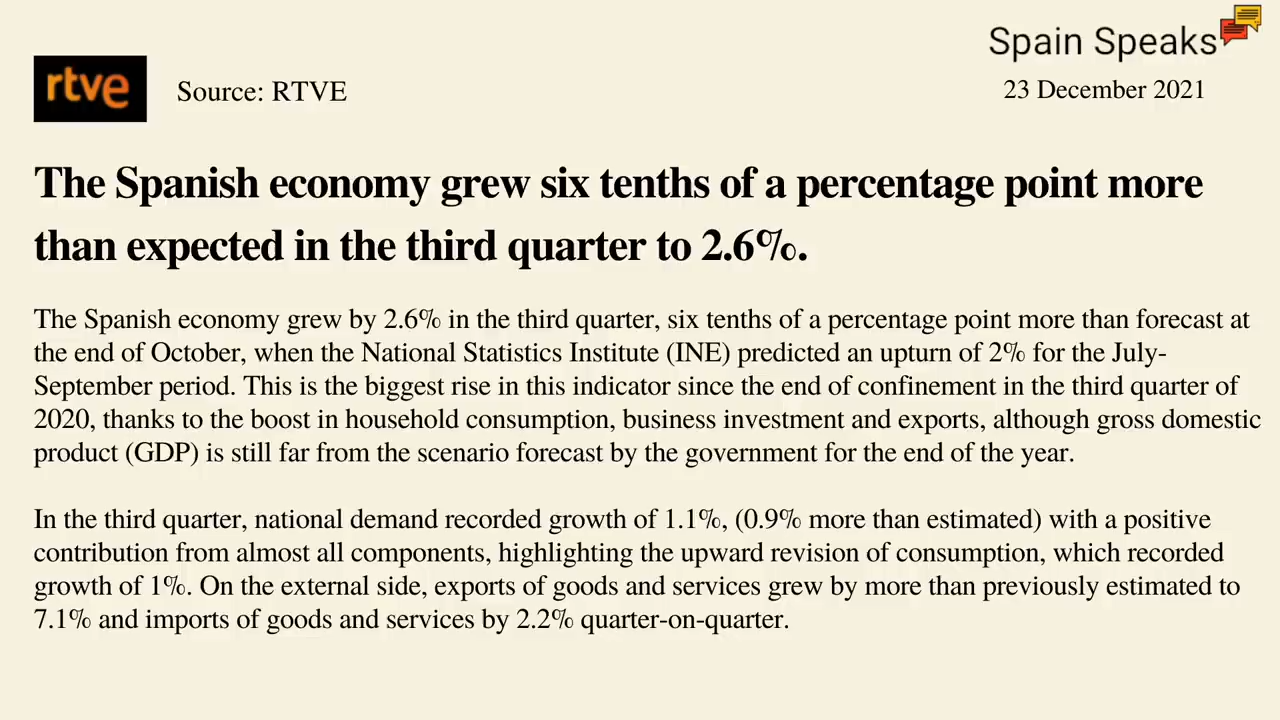 Spain Speaks
rtve
Source: RTVE
23 December 2021
The Spanish economy grew six tenths of a percentage point more
than expected in the third quarter to 2.6%.
The Spanish economy grew by 2.6% in the third quarter, six tenths of a percentage point more than forecast at
the end of October, when the National Statistics Institute (INE) predicted an upturn of 2% for the July-
September period. This is the biggest rise in this indicator since the end of confinement in the third quarter of
2020, thanks to the boost in household consumption, business investment and exports, although gross domestic
product (GDP) is still far from the scenario forecast by the government for the end of the year.
In the third quarter, national demand recorded growth of 1.1%, (0.9% more than estimated) with a positive
contribution from almost all components, highlighting the upward revision of consumption, which recorded
growth of 1%. On the external side, exports of goods and services grew by more than previously estimated to
7.1% and imports of goods and services by 2.2% quarter-on-quarter.